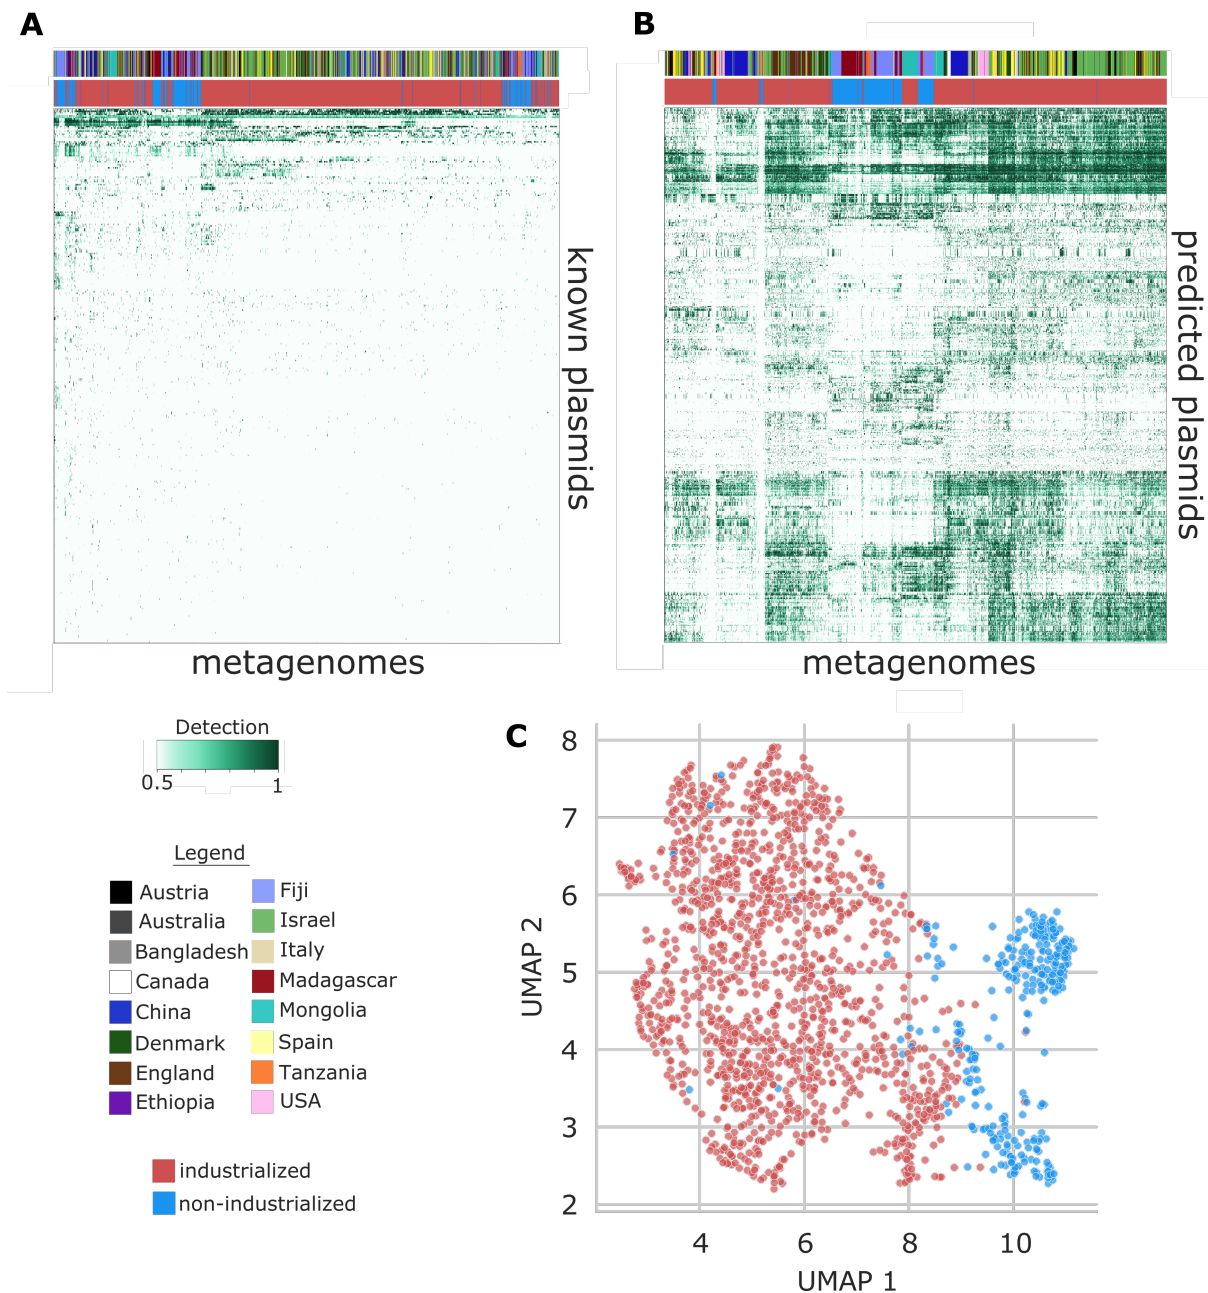 A
B
known plasmids
predicted plasmids
metagenomes
metagenomes
Detection
0.5
1
Legend
Austria
Australia
Bangladesh
Canada
China
Denmark
England
Ethiopia
Fiji
Israel
Italy
Madagascar
Mongolia
Spain
Tanzania
USA
industrialized
non-industrialized
C
8
7
6
5
4
3
2
UMAP 2
4
6
8
10
UMAP 1